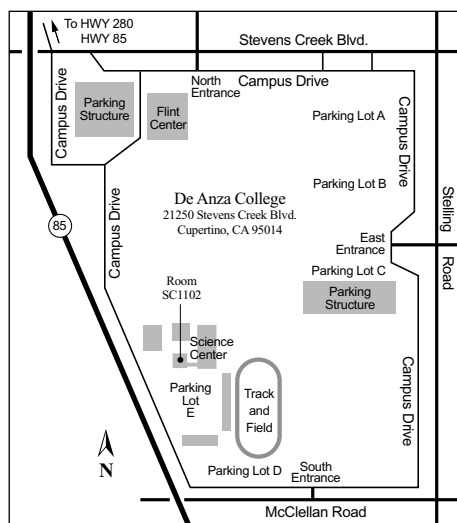 To HWY 280
HWY 85
Stevens Creek Blvd.
North
Entrance
Campus Drive
Campus Drive
Parking
Structure
Flint
Center
Parking Lot A
Campus Drive
Parking Lot B
De Anza College
21250 Stevens Creek Blvd.
Cupertino, CA 95014
Stelling
Road
Campus Drive
85
East
Entrance
Parking Lot C
Parking
Structure
Room
SC1102
Science
Center
Parking
Lot
E
Track
and
Field
Campus Drive
N
Parking Lot D
South
Entrance
McClellan Road